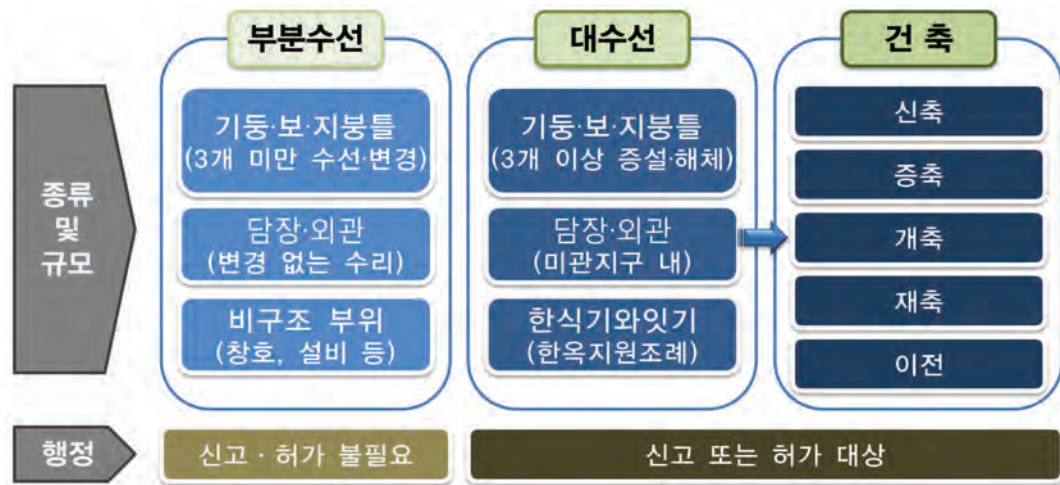 부분수선
대수선
건 축
종류
및
규모
기둥·보·지붕틀
(3개 미만 수선·변경)
담장·외관
(변경 없는 수리)
비구조 부위
(창호, 설비 등)
기둥·보·지붕틀
(3개 이상 증설·해체)
담장·외관
(미관지구 내)
한식기와잇기
(한옥지원조례)
신축
증축
개축
재축
이전
행정
신고 · 허가 불필요
신고 또는 허가 대상